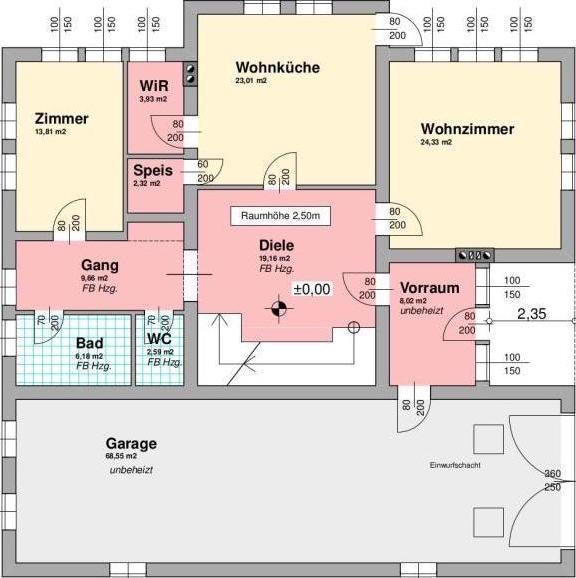 100
150
100
150
100
150
80
200
100
150
100
150
100
150
WiR
3,93 m2
Wohnküche
23,01 m2
Zimmer
13,81 m2
80
200
Wohnzimmer
24,33 m2
Speis
2,32 m2
60
200
80
200
80
200
Raumhöhe 2,50m
80
200
Diele
19,16 m2
FB Hzg.
Gang
9,66 m2
FB Hzg.
±0,00
80
200
Vorraum
8,02 m2
unbeheizt
100
150
2,35
80
200
70
200
70
200
Bad
6,18 m2
FB Hzg.
WC
2,59 m2
FB Hzg.
100
150
80
200
Garage
68,55 m2
unbeheizt
Einwurfschacht
360
250